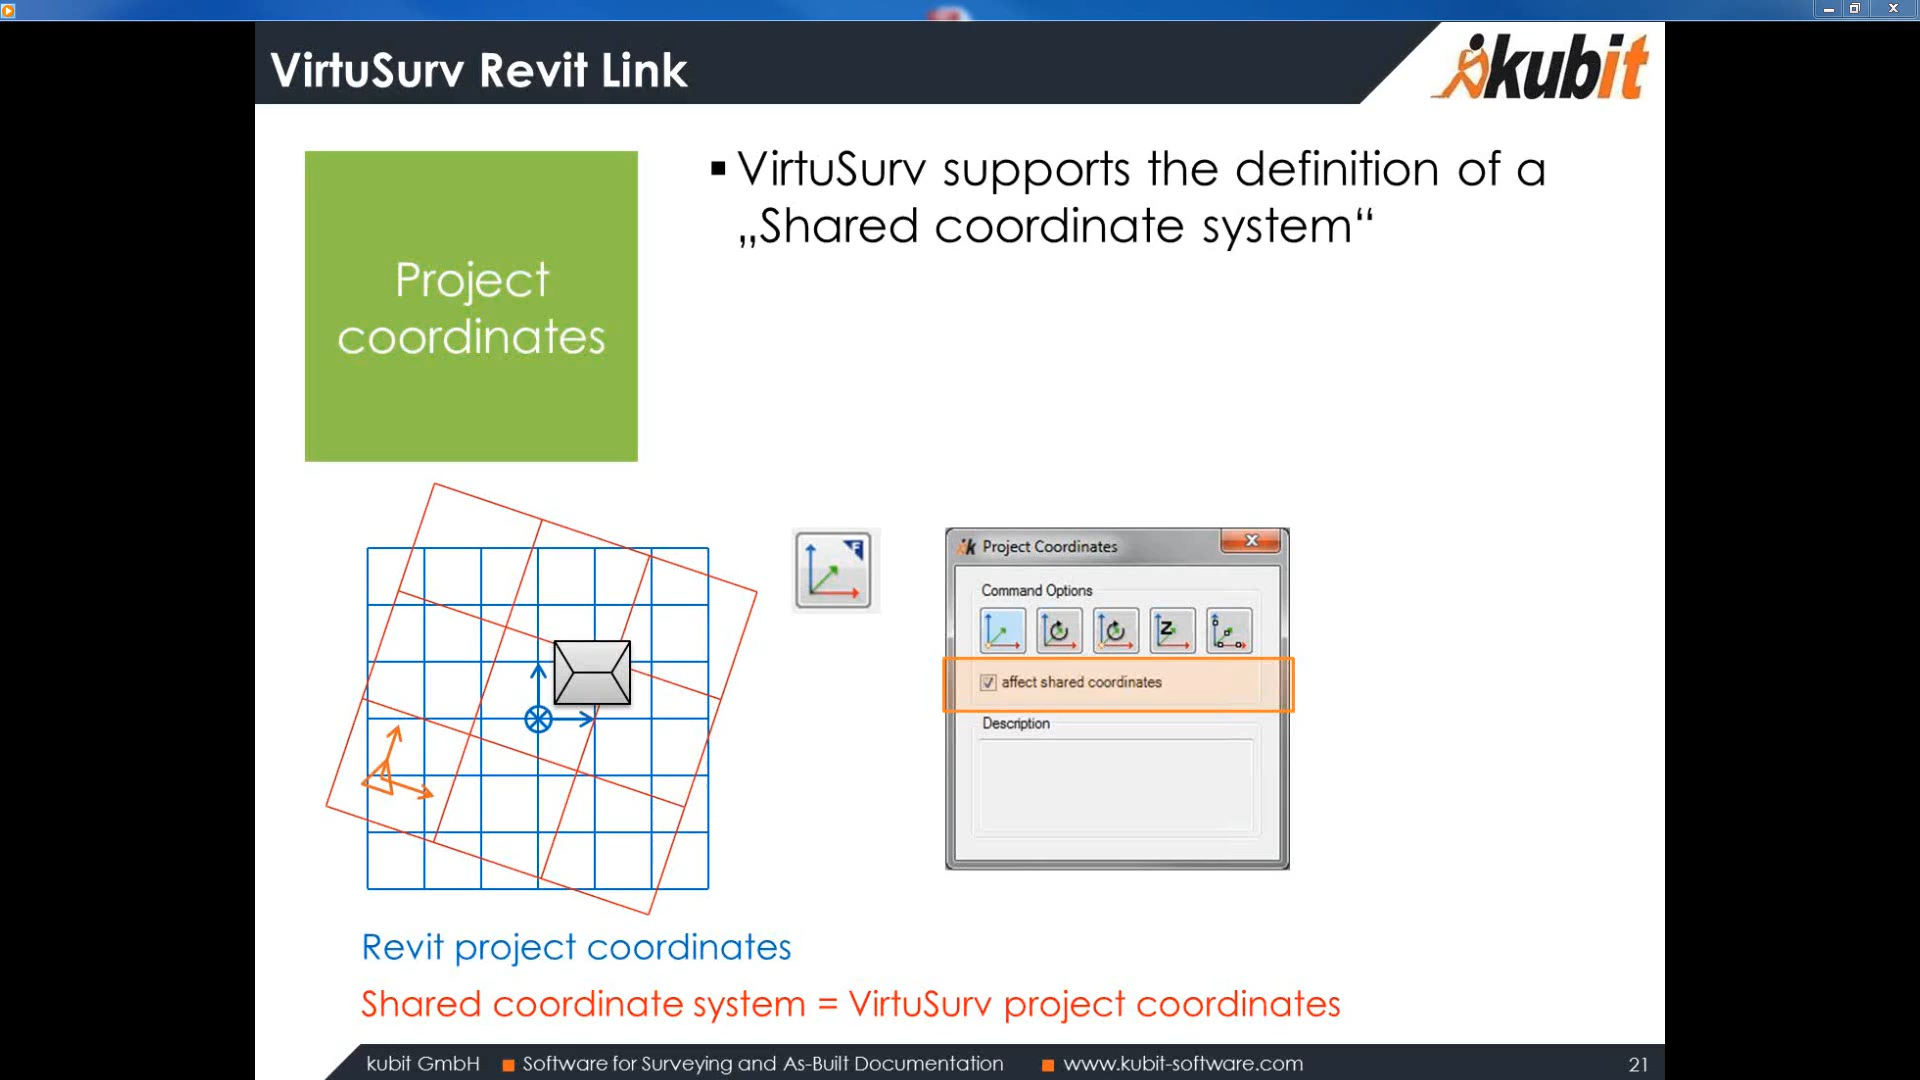 VirtuSurv Revit Link
kubit
Project
coordinates
▪ VirtuSurv supports the definition of a
„Shared coordinate system“
F
Project Coordinates
Command Options
Z
affect shared coordinates
Description
Revit project coordinates
Shared coordinate system = VirtuSurv project coordinates
kubit GmbH ■ Software for Surveying and As-Built Documentation ■ www.kubit-software.com 21